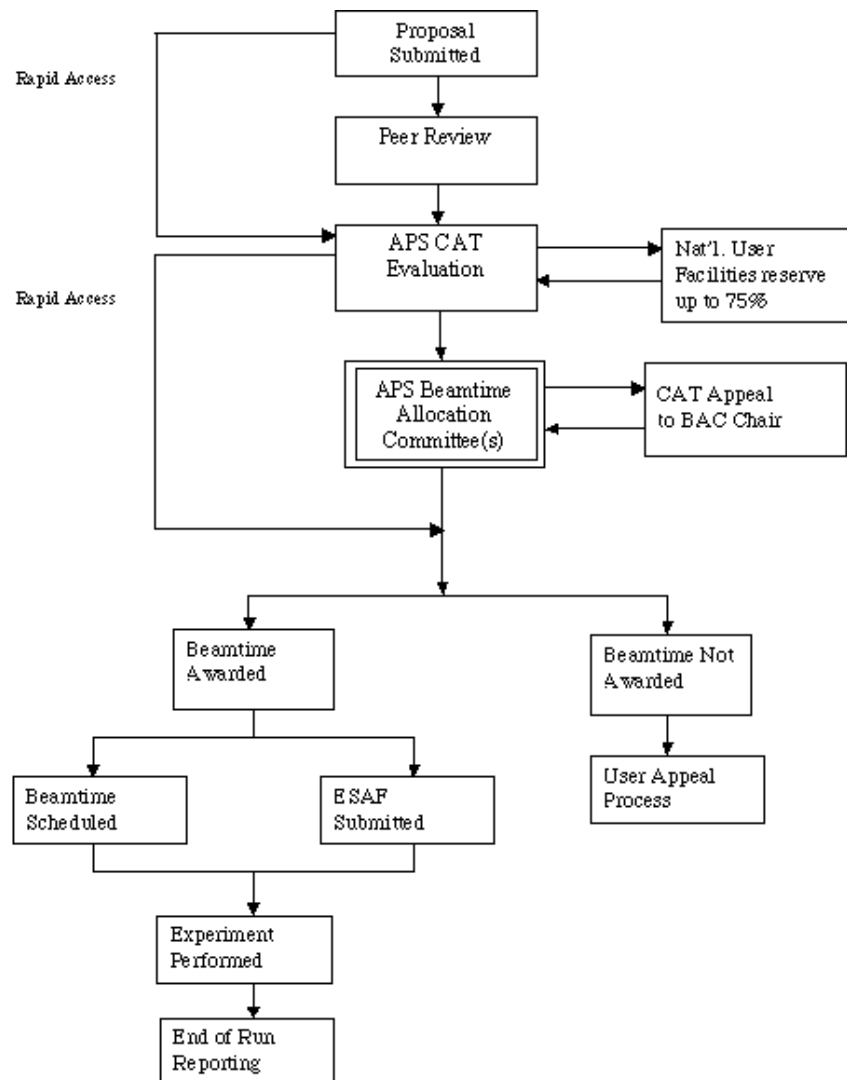 Proposal
Submitted
Rapid Access
Peer Review
APS CAT
Evaluation
Nat'l. User
Facilities reserve
up to 75%
Rapid Access
APS Beamtime
Allocation
Committee(s)
CAT Appeal
to BAC Chair
Beamtime
Awarded
Beamtime Not
Awarded
Beamtime
Scheduled
ESAF
Submitted
User Appeal
Process
Experiment
Performed
End of Run
Reporting